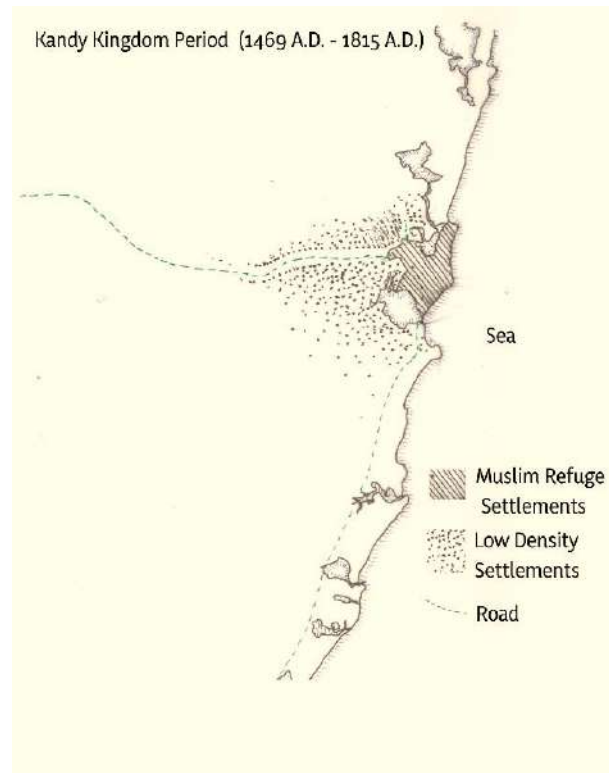 Kandy Kingdom Period (1469 A.D. - 1815 A.D.)
Sea
Muslim Refuge
Settlements
Low Density
Settlements
Road